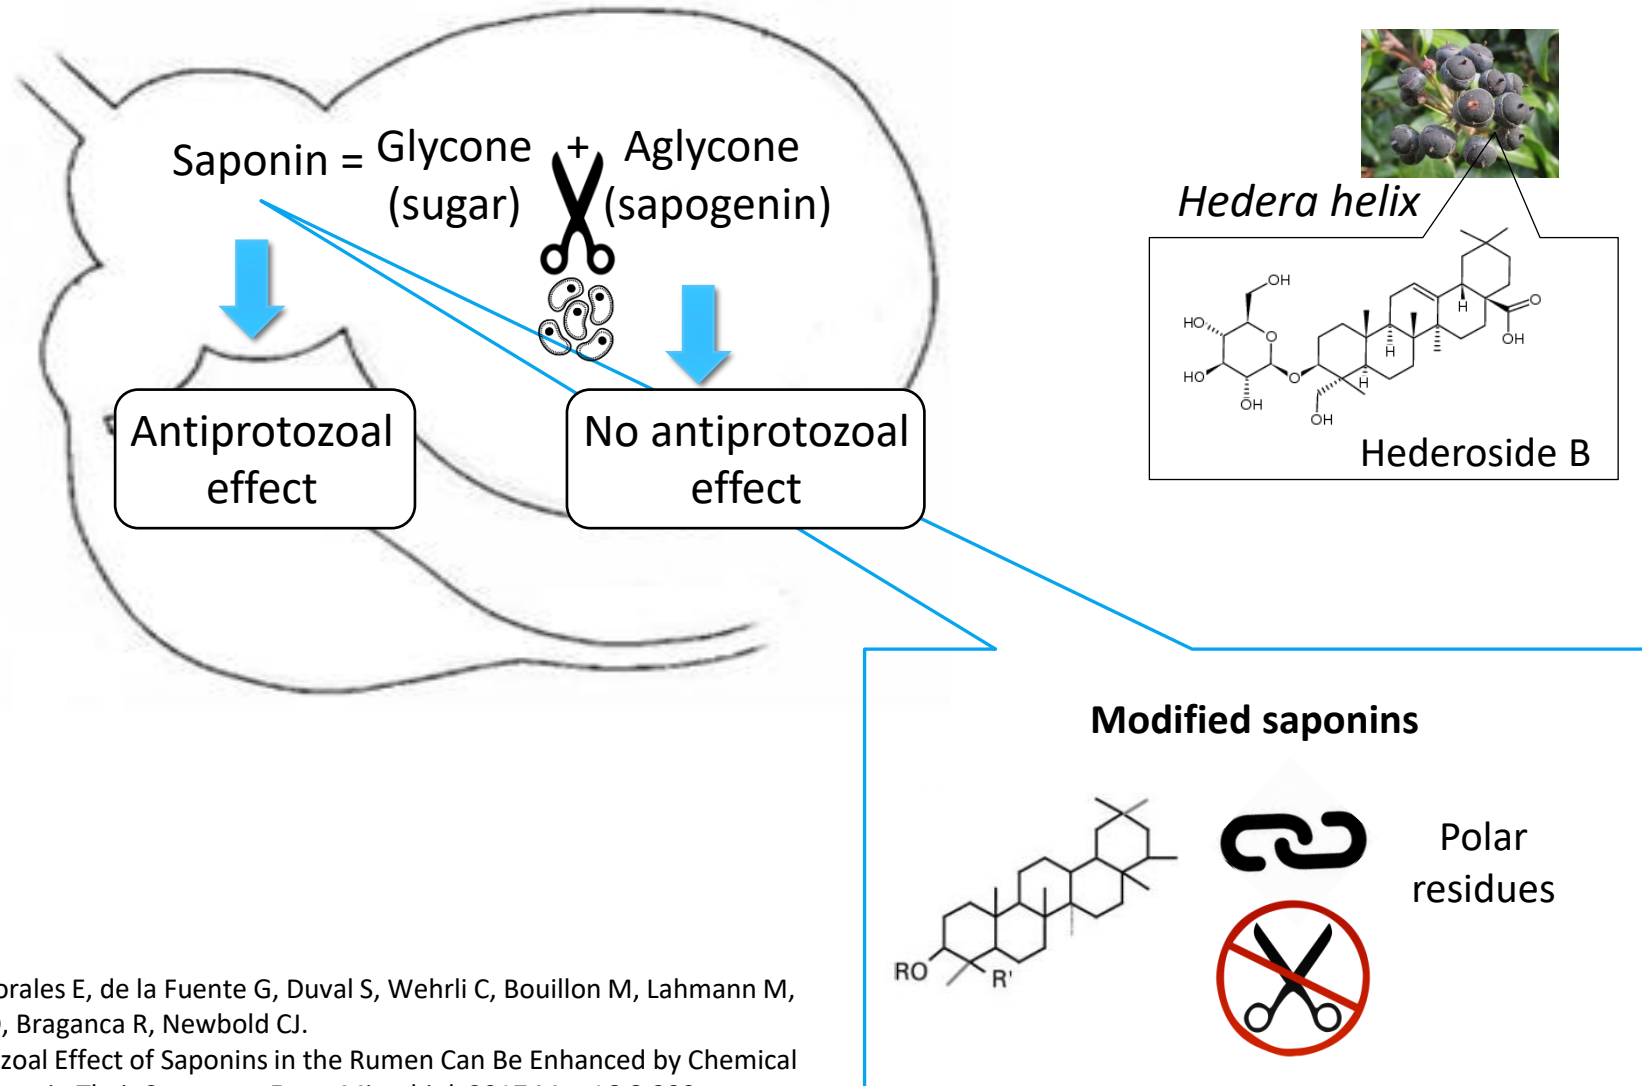 Saponin = Glycone + Aglycone
(sugar) (sapogenin)
Antiprotozoal
effect
No antiprotozoal
effect
Hedera helix
OH
HO
O
HO
OH
O
OH
H
H
H
O
OH
Hederoside B
Modified saponins
RO
R'
Polar
residues
orales E, de la Fuente G, Duval S, Wehrli C, Bouillon M, Lahmann M,
, Braganca R, Newbold CJ.
zoal Effect of Saponins in the Rumen Can Be Enhanced by Chemical